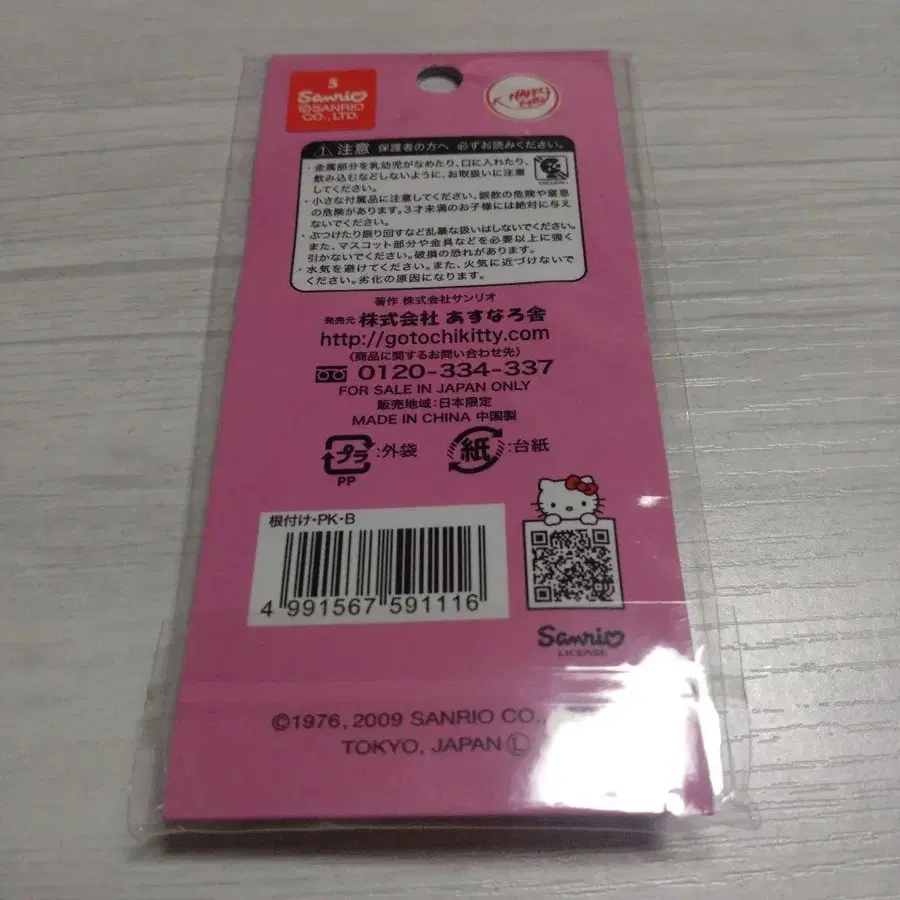 5
Sanrio
©SANRIO
CO., LTD.
HAPPY
注意 保護者の方へ 必ずお読みください。
・金属部分を乳幼児がなめたり、口に入れたり、
飲み込むなどしないように、お取扱いに注意
してください。
・小さな付属品に注意してください。誤飲の危険や窒息
の危険があります。3才未満のお子様には絶対に与え
ないでください。
・ぶつけたり振り回すなど乱暴な扱いはしないでください。
また、マスコット部分や金具などを必要以上に強く
引かないでください。破損の恐れがあります。
・水気を避けてください。また、火気に近づけないで
ください。劣化の原因になります。
著作 株式会社サンリオ
発売元 株式会社 あすなろ舎
http://gotochikitty.com
〈商品に関するお問い合わせ先〉
0120-334-337
FOR SALE IN JAPAN ONLY
販売地域:日本限定
MADE IN CHINA 中国製
プラ :外袋 紙 :台紙
PP
根付け・PK・B
4 991567 591116
Sanrio
LICENSE
©1976, 2009 SANRIO CO.,
TOKYO, JAPAN Ⓛ